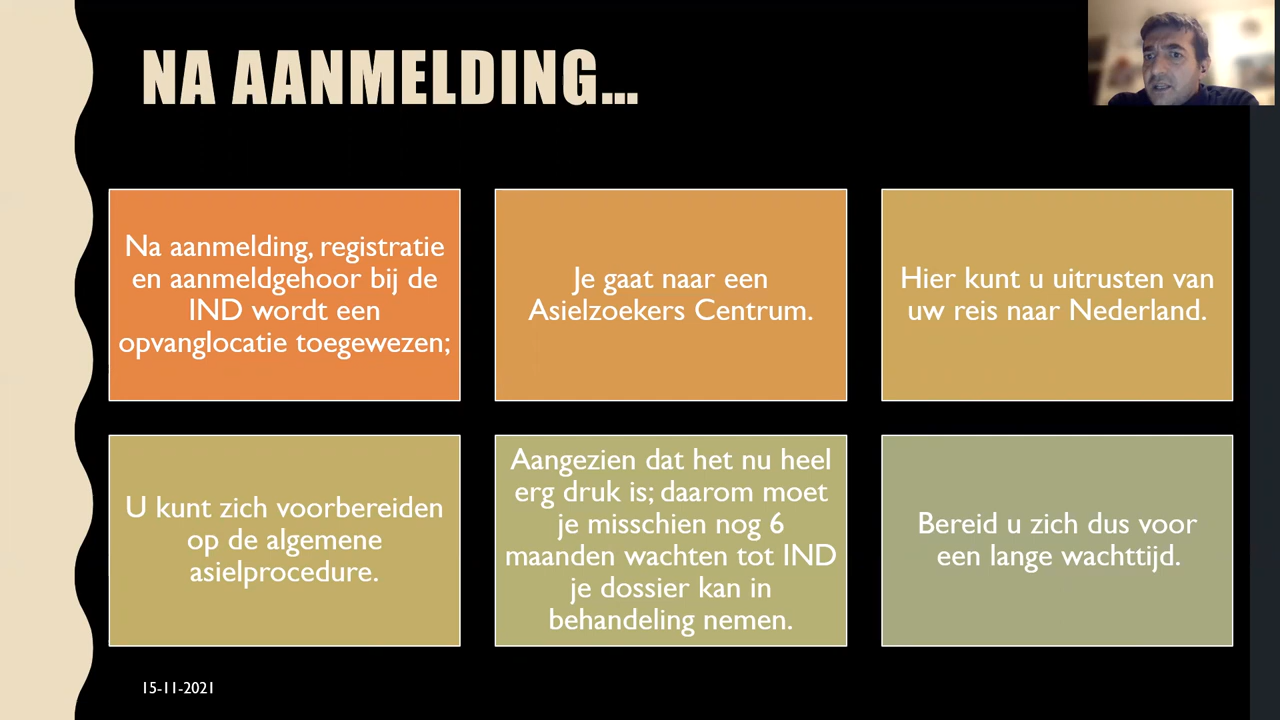 NA AANMELDING...
Na aanmelding, registratie
en aanmeldgehoor bij de
IND wordt een
opvanglocatie toegewezen;
Je gaat naar een
Asielzoekers Centrum.
Hier kunt u uitrusten van
uw reis naar Nederland.
U kunt zich voorbereiden
op de algemene
asielprocedure.
Aangezien dat het nu heel
erg druk is; daarom moet
je misschien nog 6
maanden wachten tot IND
je dossier kan in
behandeling nemen.
Bereid u zich dus voor
een lange wachttijd.
15-11-2021